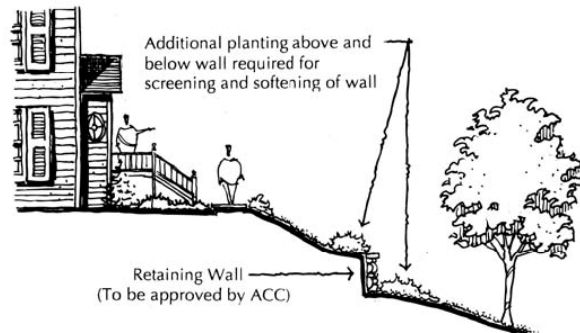 Additional planting above and
below wall required for
screening and softening of wall
Retaining Wall
(To be approved by ACC)